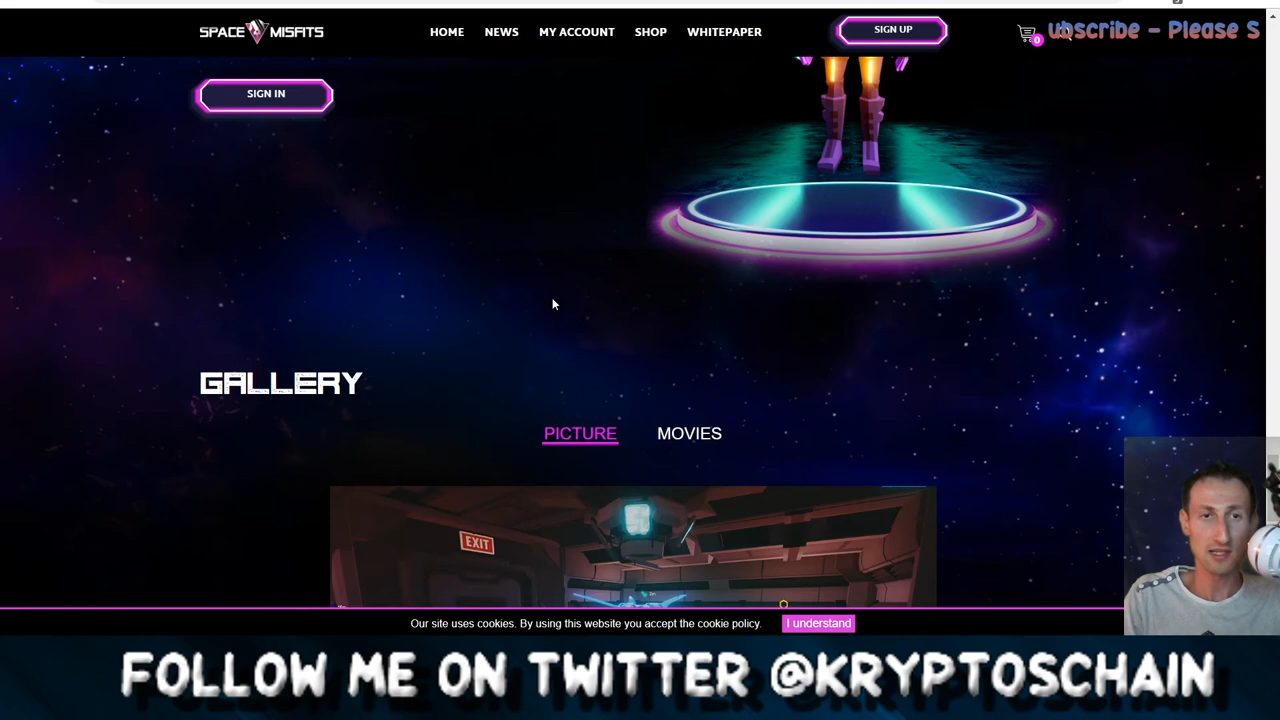 SPACE MISFITS
HOME NEWS MY ACCOUNT SHOP WHITEPAPER SIGN UP 0 ubscribe - Please S
SIGN IN
GALLERY
PICTURE MOVIES
EXIT
Our site uses cookies. By using this website you accept the cookie policy. I understand
FOLLOW ME ON TWITTER @KRYPTOSCHAIN